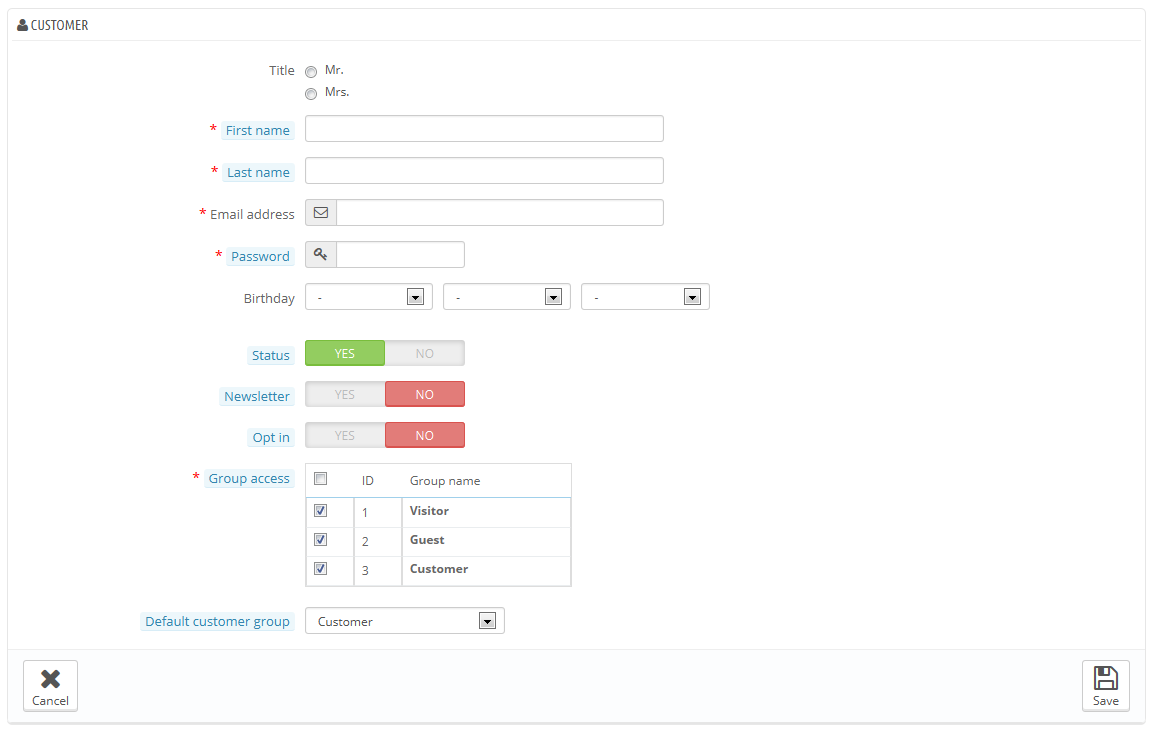 CUSTOMER
Title Mr.
Mrs.
* First name
* Last name
* Email address
* Password
Birthday - - -
Status YES NO
Newsletter YES NO
Opt in YES NO
* Group access ID Group name
1 Visitor
2 Guest
3 Customer
Default customer group Customer
Cancel Save